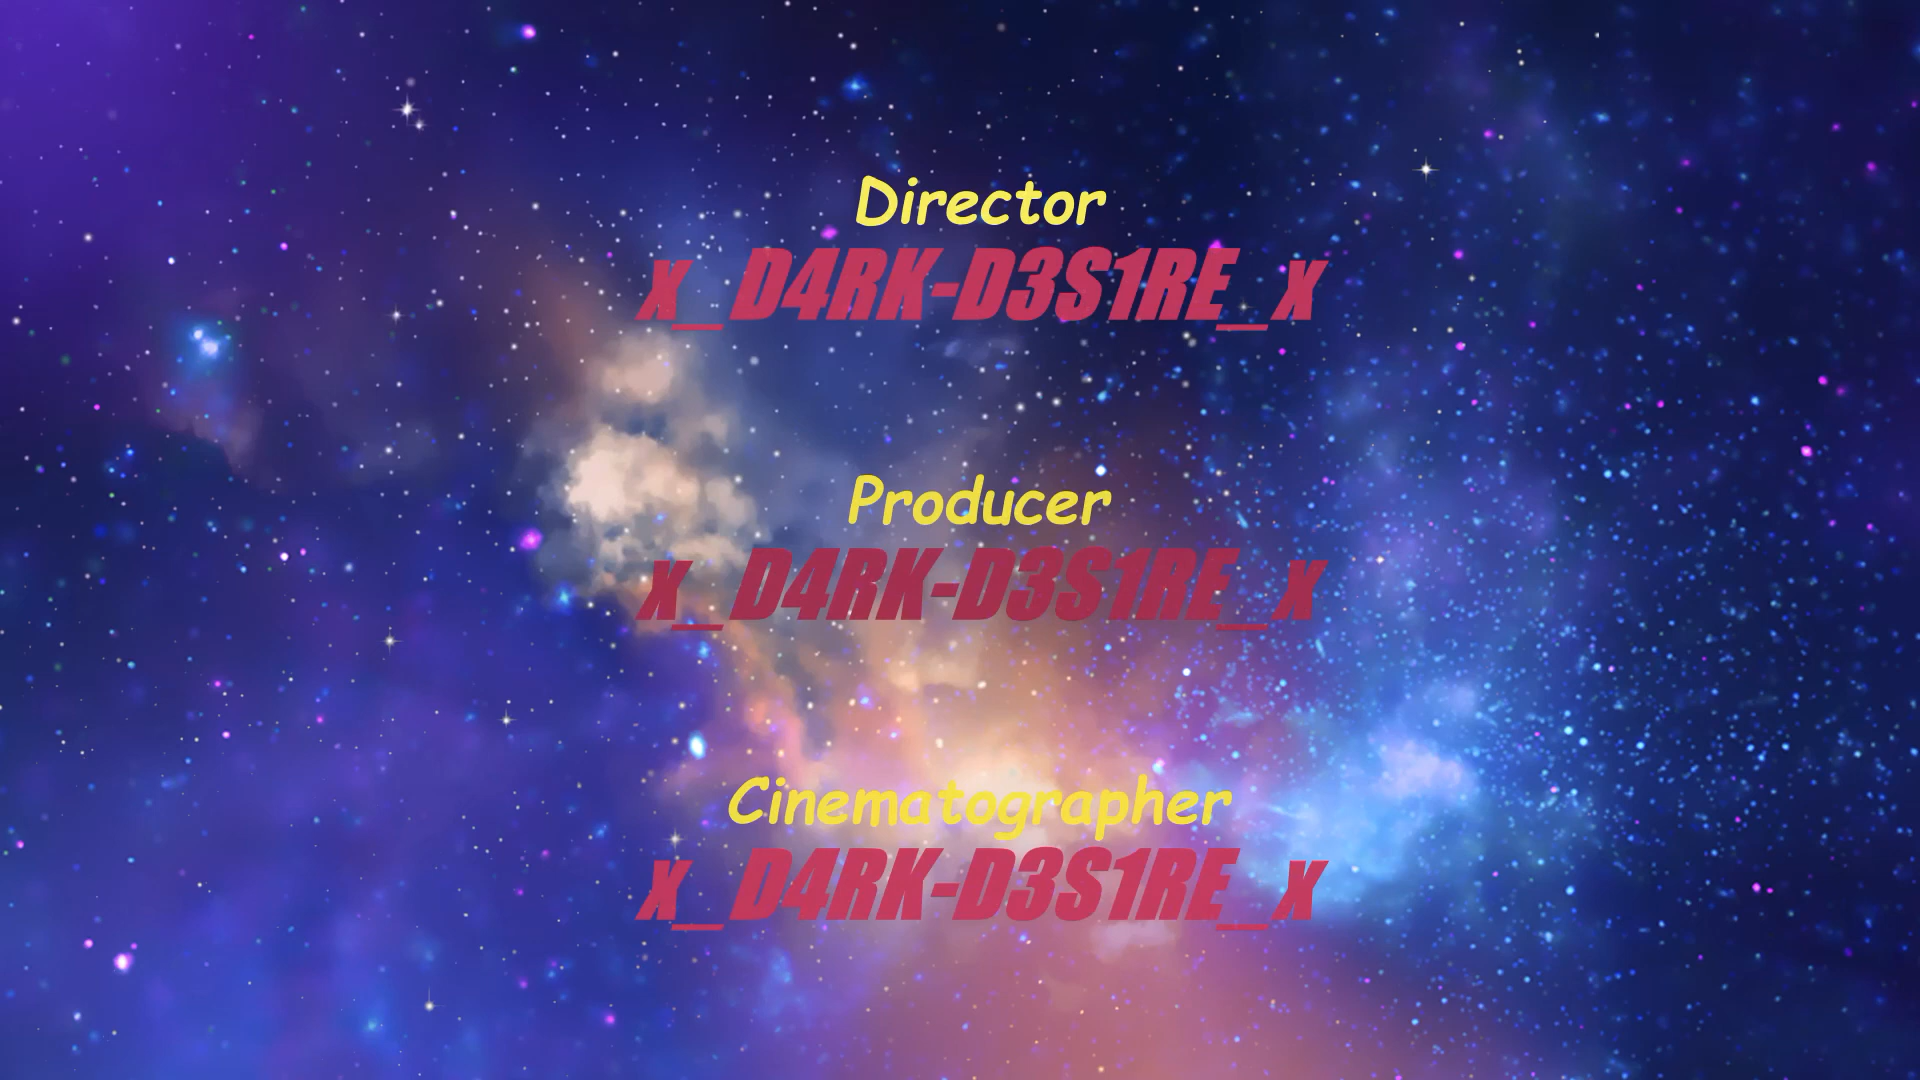 Director
x_D4RK-D3S1RE_x
Producer
x_D4RK-D3S1RE_x
Cinematographer
x_D4RK-D3S1RE_x